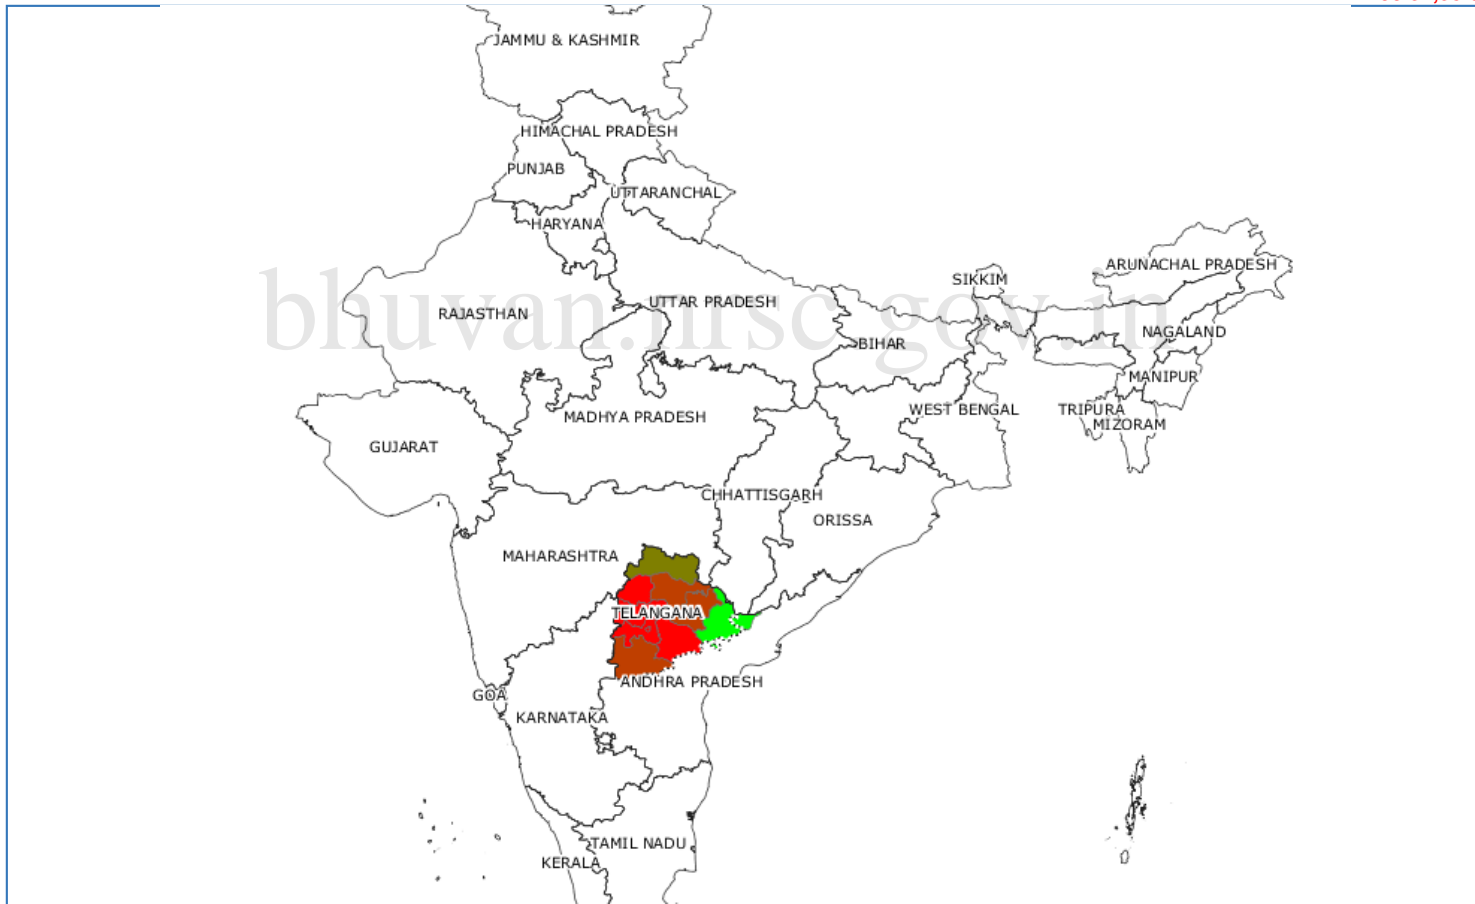 JAMMU & KASHMIR
HIMACHAL PRADESH
PUNJAB
UTTARANCHAL
HARYANA
ARUNACHAL PRADESH
SIKKIM
bhuvan.nrsc.gov.in
UTTAR PRADESH
RAJASTHAN
NAGALAND
BIHAR
MANIPUR
WEST BENGAL
TRIPURA
MADHYA PRADESH
MIZORAM
GUJARAT
CHHATTISGARH
ORISSA
MAHARASHTRA
TELANGANA
ANDHRA PRADESH
GOA
KARNATAKA
TAMIL NADU
KERALA